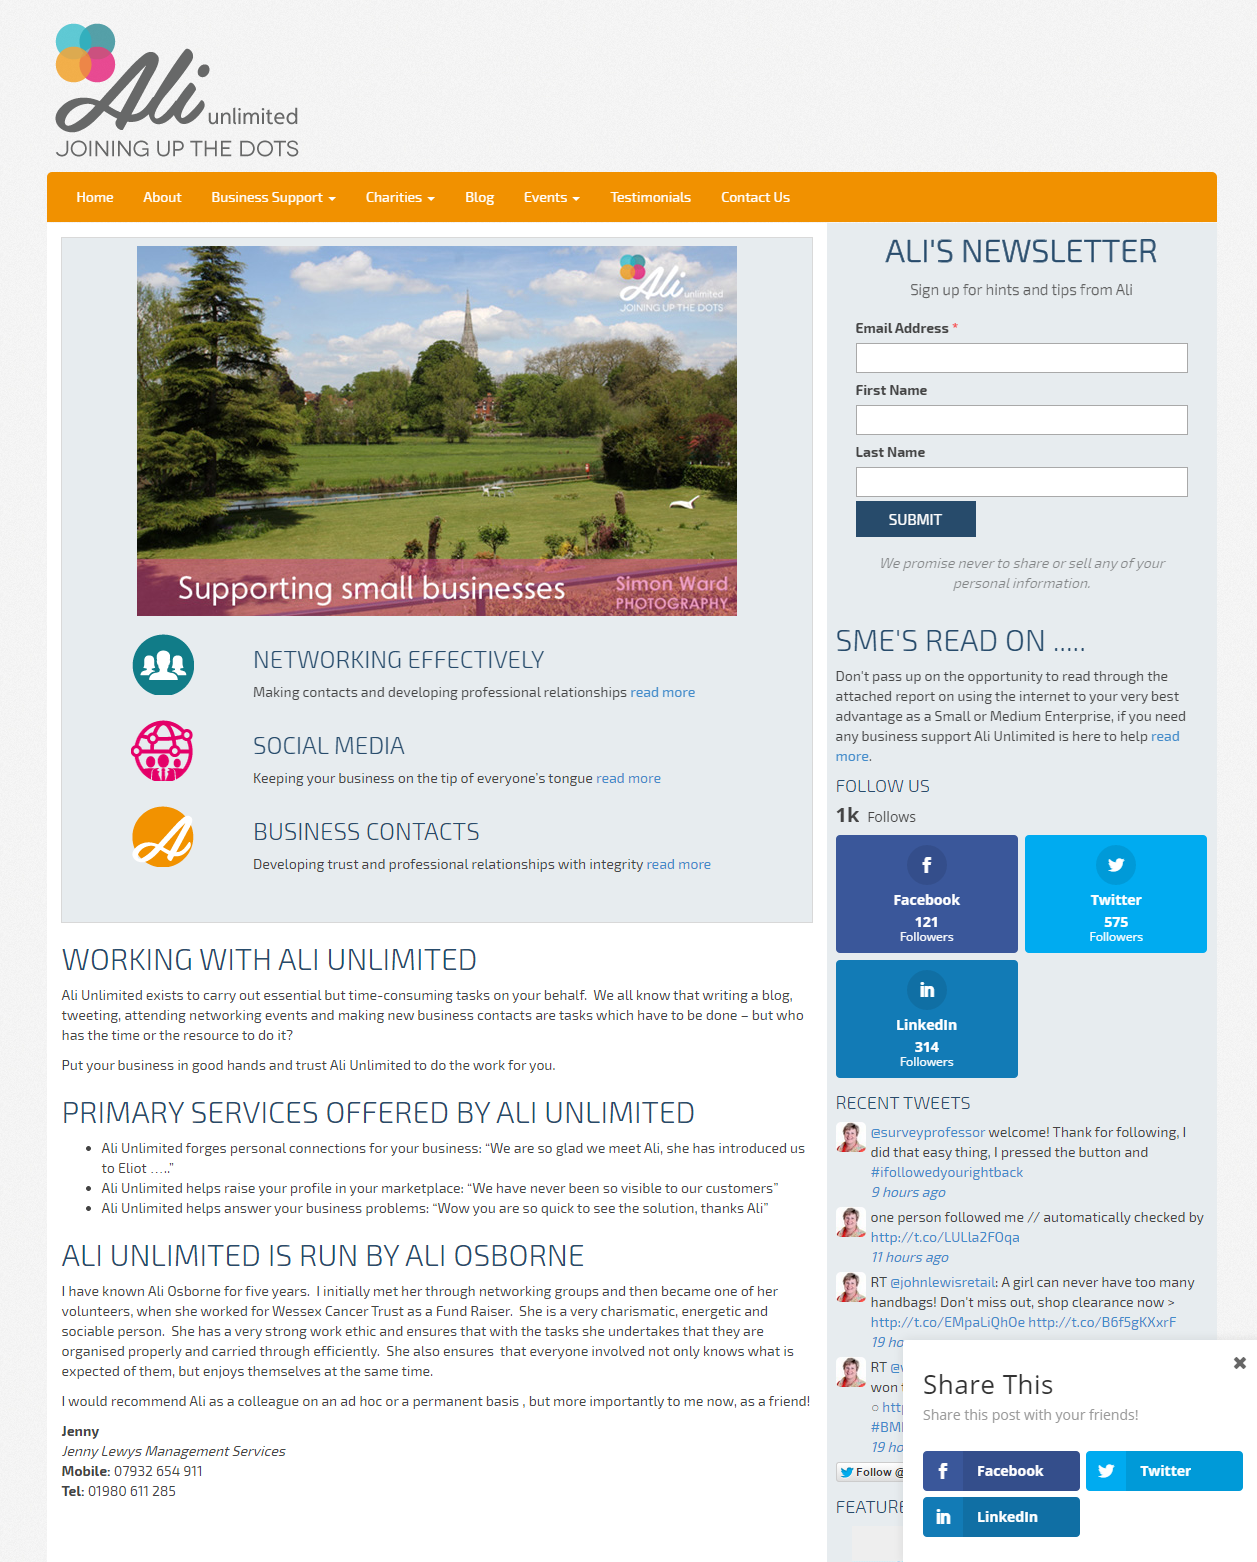 Ali unlimited
JOINING UP THE DOTS
Home About Business Support Charities Blog Events Testimonials Contact Us
Ali unlimited
JOINING UP THE DOTS
Supporting small businesses
Simon Ward
PHOTOGRAPHY
NETWORKING EFFECTIVELY
Making contacts and developing professional relationships read more
SOCIAL MEDIA
Keeping your business on the tip of everyone's tongue read more
BUSINESS CONTACTS
Developing trust and professional relationships with integrity read more
WORKING WITH ALI UNLIMITED
Ali Unlimited exists to carry out essential but time-consuming tasks on your behalf.  We all know that writing a blog,
tweeting, attending networking events and making new business contacts are tasks which have to be done – but who
has the time or the resource to do it?
Put your business in good hands and trust Ali Unlimited to do the work for you.
PRIMARY SERVICES OFFERED BY ALI UNLIMITED
• Ali Unlimited forges personal connections for your business: “We are so glad we meet Ali, she has introduced us
to Eliot …..”
• Ali Unlimited helps raise your profile in your marketplace: “We have never been so visible to our customers”
• Ali Unlimited helps answer your business problems: “Wow you are so quick to see the solution, thanks Ali”
ALI UNLIMITED IS RUN BY ALI OSBORNE
I have known Ali Osborne for five years.  I initially met her through networking groups and then became one of her
volunteers, when she worked for Wessex Cancer Trust as a Fund Raiser.  She is a very charismatic, energetic and
sociable person.  She has a very strong work ethic and ensures that with the tasks she undertakes that they are
organised properly and carried through efficiently.  She also ensures  that everyone involved not only knows what is
expected of them, but enjoys themselves at the same time.
I would recommend Ali as a colleague on an ad hoc or a permanent basis , but more importantly to me now, as a friend!
Jenny
Jenny Lewys Management Services
Mobile: 07932 654 911
Tel: 01980 611 285
ALI'S NEWSLETTER
Sign up for hints and tips from Ali
Email Address *
First Name
Last Name
SUBMIT
We promise never to share or sell any of your
personal information.
SME'S READ ON .....
Don't pass up on the opportunity to read through the
attached report on using the internet to your very best
advantage as a Small or Medium Enterprise, if you need
any business support Ali Unlimited is here to help read
more.
FOLLOW US
1k Follows
Facebook
121
Followers
Twitter
575
Followers
LinkedIn
314
Followers
RECENT TWEETS
@surveyprofessor welcome! Thank for following, I
did that easy thing, I pressed the button and
#ifollowedyourightback
9 hours ago
one person followed me // automatically checked by
http://t.co/LULla2FOqa
11 hours ago
RT @johnlewisretail: A girl can never have too many
handbags! Don't miss out, shop clearance now >
http://t.co/EMpaLiQhOe http://t.co/B6f5gKXxrF
19 ho
RT @
won
○ http
#BM
19 ho
Follow @
FEATURE
Share This
Share this post with your friends!
Facebook
Twitter
LinkedIn